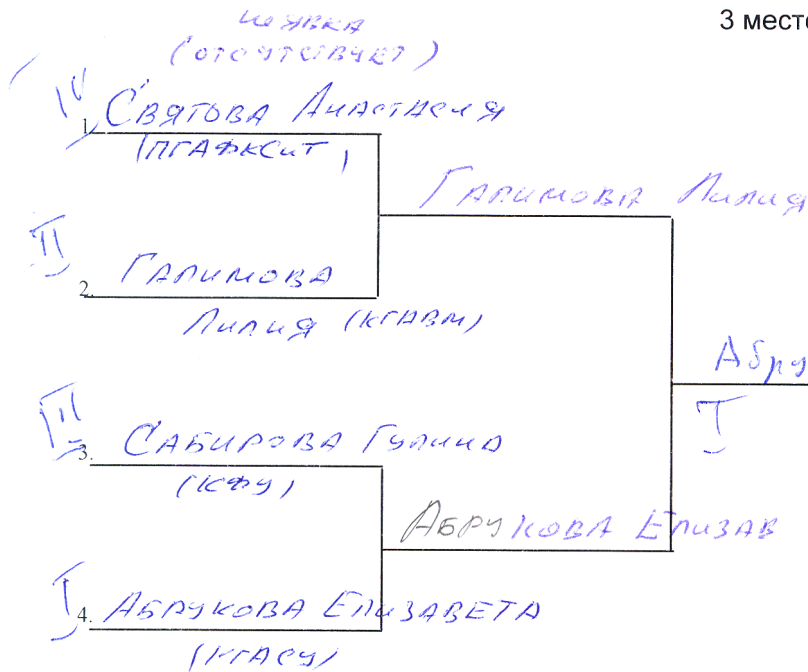 3 место
неявка
(отсутствует)
IV
1. Святова Анастасия
(ПГАФКСиТ)
Галимова Лилия
II
2. Галимова
Лилия (КГАВМ)
Абру
I
III
3. Сабирова Гулина
(КФУ)
Абрукова Елизав
I
4. Абрукова Елизавета
(КГАСУ)